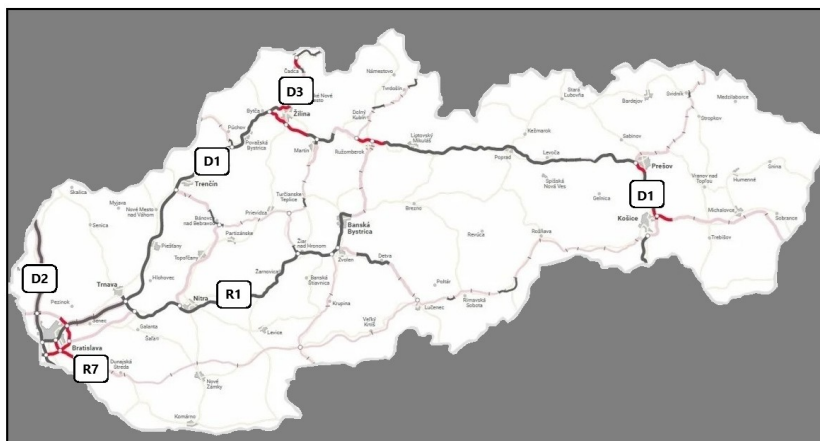 Čadca
Námestovo
D3
Tvrdošín
Stará
Ľubovňa
Svidník
Bytča
Žilina
Dolný
Kubín
Bardejov
Medzilaborce
Stropkov
Púchov
Kežmarok
Sabinov
D1
Považská
Bystrica
Martin
Ružomberok
Liptovský
Mikuláš
Poprad
Levoča
Prešov
Vranov nad
Topľou
Snina
Humenné
Trenčín
Turčianske
Teplice
Spišská
Nová Ves
Gelnica
D1
Skalica
Myjava
Nové Mesto
nad Váhom
Bánovce
nad Bebravou
Prievidza
Partizánske
Banská
Bystrica
Brezno
Košice
Michalovce
Sobrance
Senica
Revúca
Rožňava
Trebišov
Piešťany
Topoľčany
Žiar
nad Hronom
Zvolen
Detva
D2
Hlohovec
Žarnovica
Banská
Štiavnica
Poltár
Rimavská
Sobota
Trnava
R1
Pezinok
Nitra
Krupina
Lučenec
Senec
Galanta
Šaľa
Levice
Veľký
Krtíš
Bratislava
R7
Dunajská
Streda
Nové
Zámky
Komárno